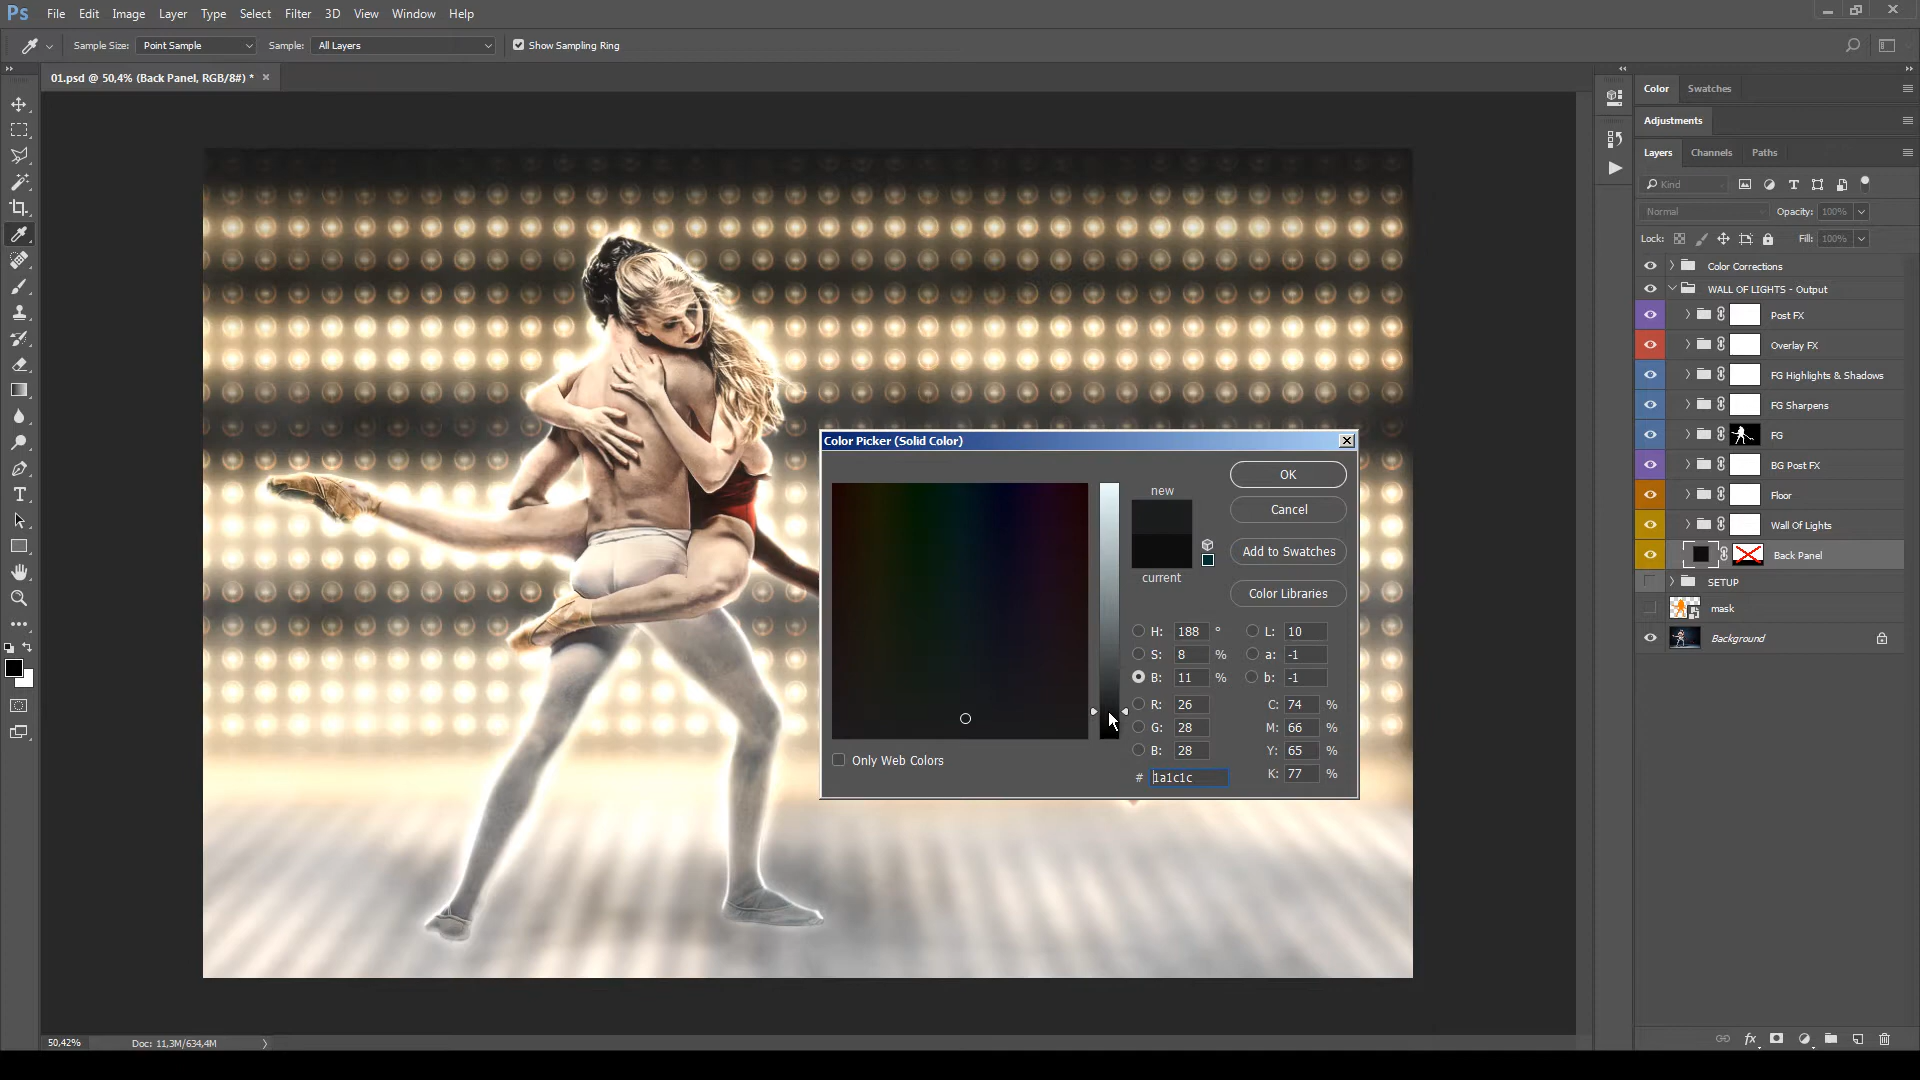 Ps File Edit Image Layer Type Select Filter 3D View Window Help
Sample Size: Point Sample Sample: All Layers Show Sampling Ring
01.psd @ 50,4% (Back Panel, RGB/8#) *
Color Swatches
Adjustments
Layers Channels Paths
Kind
Normal Opacity: 100%
Lock: Fill: 100%
Color Corrections
WALL OF LIGHTS - Output
Post FX
Overlay FX
FG Highlights & Shadows
FG Sharpens
FG
BG Post FX
Floor
Wall Of Lights
Back Panel
SETUP
mask
Background
Color Picker (Solid Color)
new
current
OK
Cancel
Add to Swatches
Color Libraries
H: 188 ° L: 10
S: 8 % a: -1
B: 11 % b: -1
R: 26 C: 74 %
G: 28 M: 66 %
B: 28 Y: 65 %
# 1a1c1c K: 77 %
Only Web Colors
50,42% Doc: 11,3M/634,4M
fx